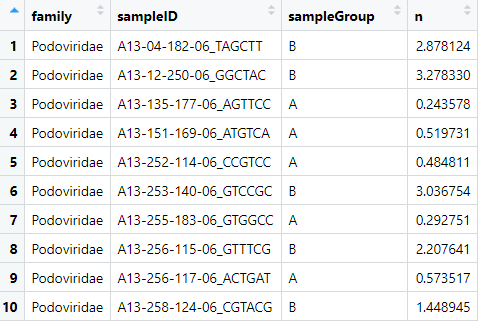 family sampleID sampleGroup n
1 Podoviridae A13-04-182-06_TAGCTT B 2.878124
2 Podoviridae A13-12-250-06_GGCTAC B 3.278330
3 Podoviridae A13-135-177-06_AGTTCC A 0.243578
4 Podoviridae A13-151-169-06_ATGTCA A 0.519731
5 Podoviridae A13-252-114-06_CCGTCC A 0.484811
6 Podoviridae A13-253-140-06_GTCCGC B 3.036754
7 Podoviridae A13-255-183-06_GTGGCC A 0.292751
8 Podoviridae A13-256-115-06_GTTTCG B 2.207641
9 Podoviridae A13-256-117-06_ACTGAT A 0.573517
10 Podoviridae A13-258-124-06_CGTACG B 1.448945